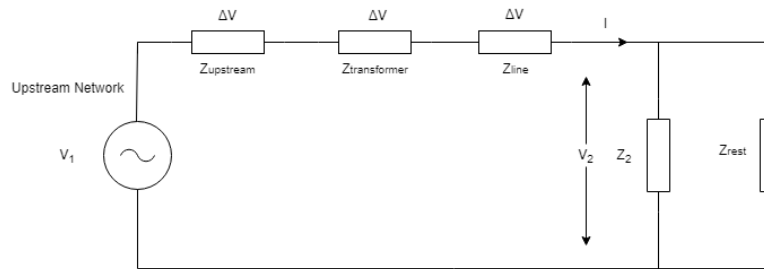 ΔV ΔV ΔV I
Zupstream Ztransformer Zline
Upstream Network
V1 V2 Z2 Zrest